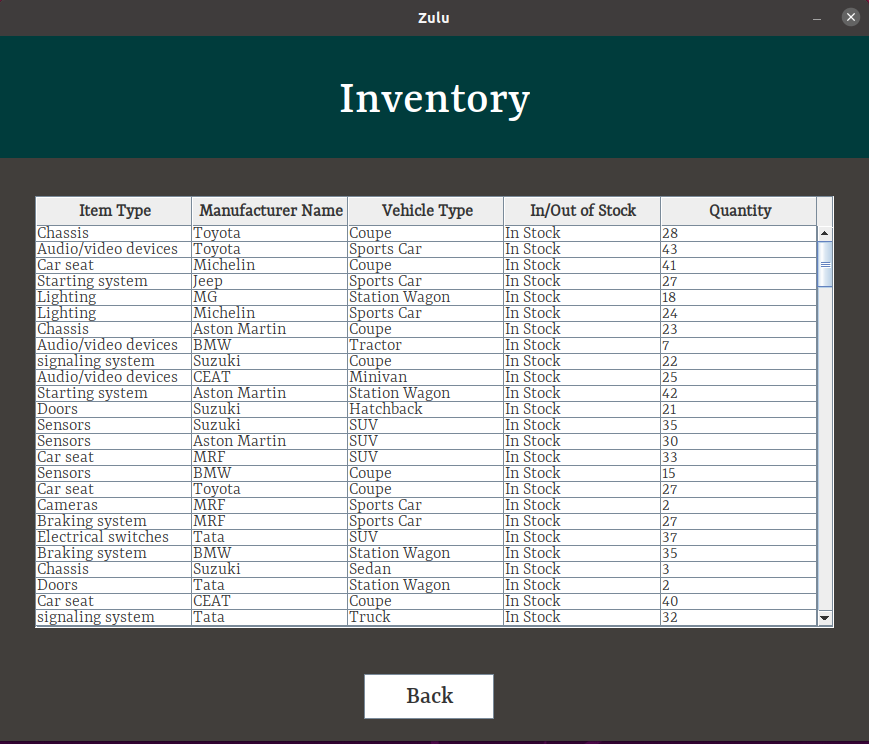 Zulu
Inventory
Item Type Manufacturer Name Vehicle Type In/Out of Stock Quantity
Chassis Toyota Coupe In Stock 28
Audio/video devices Toyota Sports Car In Stock 43
Car seat Michelin Coupe In Stock 41
Starting system Jeep Sports Car In Stock 27
Lighting MG Station Wagon In Stock 18
Lighting Michelin Sports Car In Stock 24
Chassis Aston Martin Coupe In Stock 23
Audio/video devices BMW Tractor In Stock 7
signaling system Suzuki Coupe In Stock 22
Audio/video devices CEAT Minivan In Stock 25
Starting system Aston Martin Station Wagon In Stock 42
Doors Suzuki Hatchback In Stock 21
Sensors Suzuki SUV In Stock 35
Sensors Aston Martin SUV In Stock 30
Car seat MRF SUV In Stock 33
Sensors BMW Coupe In Stock 15
Car seat Toyota Coupe In Stock 27
Cameras MRF Sports Car In Stock 2
Braking system MRF Sports Car In Stock 27
Electrical switches Tata SUV In Stock 37
Braking system BMW Station Wagon In Stock 35
Chassis Suzuki Sedan In Stock 3
Doors Tata Station Wagon In Stock 2
Car seat CEAT Coupe In Stock 40
signaling system Tata Truck In Stock 32
Back